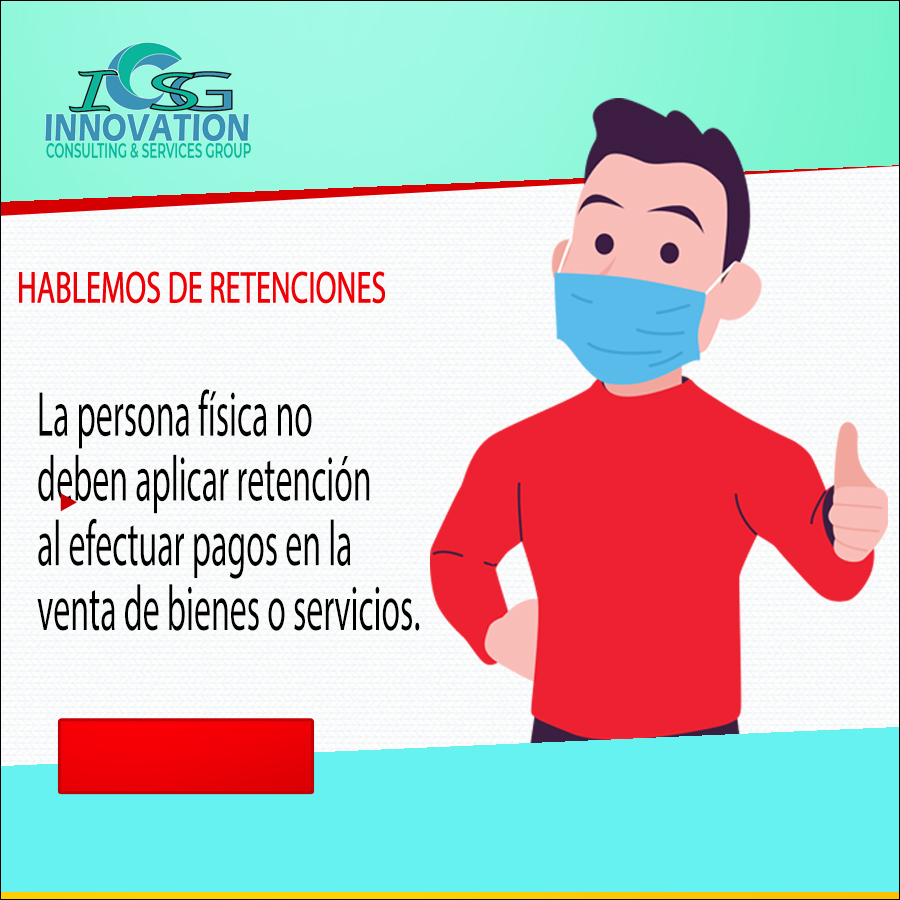 ICSG
INNOVATION
CONSULTING & SERVICES GROUP
HABLEMOS DE RETENCIONES
La persona física no
deben aplicar retención
al efectuar pagos en la
venta de bienes o servicios.